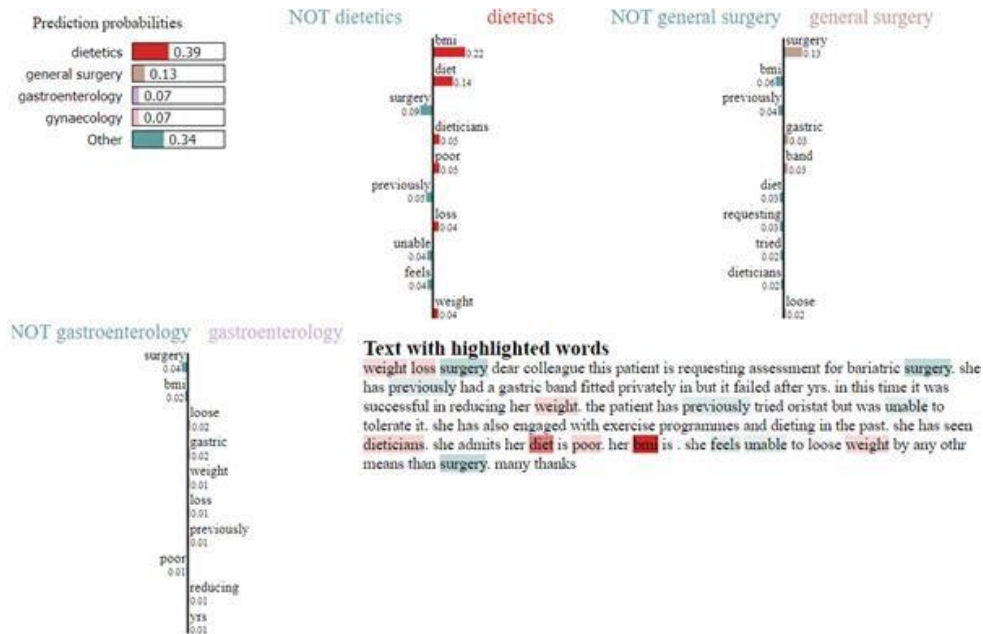 Prediction probabilities
dietetics 0.39
general surgery 0.13
gastroenterology 0.07
gynaecology 0.07
Other 0.34
NOT dietetics dietetics
bmi
0.22
diet
0.14
surgery
0.09
dieticians
0.05
poor
0.05
previously
0.05
loss
0.04
unable
0.04
feels
0.04
weight
0.04
NOT general surgery general surgery
surgery
0.13
bmi
0.06
previously
0.04
gastric
0.03
band
0.03
diet
0.03
requesting
0.03
tried
0.02
dieticians
0.02
loose
0.02
NOT gastroenterology gastroenterology
surgery
0.04
bmi
0.02
loose
0.02
gastric
0.02
weight
0.01
loss
0.01
previously
0.01
poor
0.01
reducing
0.01
yrs
0.01
Text with highlighted words
weight loss surgery dear colleague this patient is requesting assessment for bariatric surgery. she
has previously had a gastric band fitted privately in but it failed after yrs. in this time it was
successful in reducing her weight. the patient has previously tried oristat but was unable to
tolerate it. she has also engaged with exercise programmes and dieting in the past. she has seen
dieticians. she admits her diet is poor. her bmi is . she feels unable to loose weight by any othr
means than surgery. many thanks